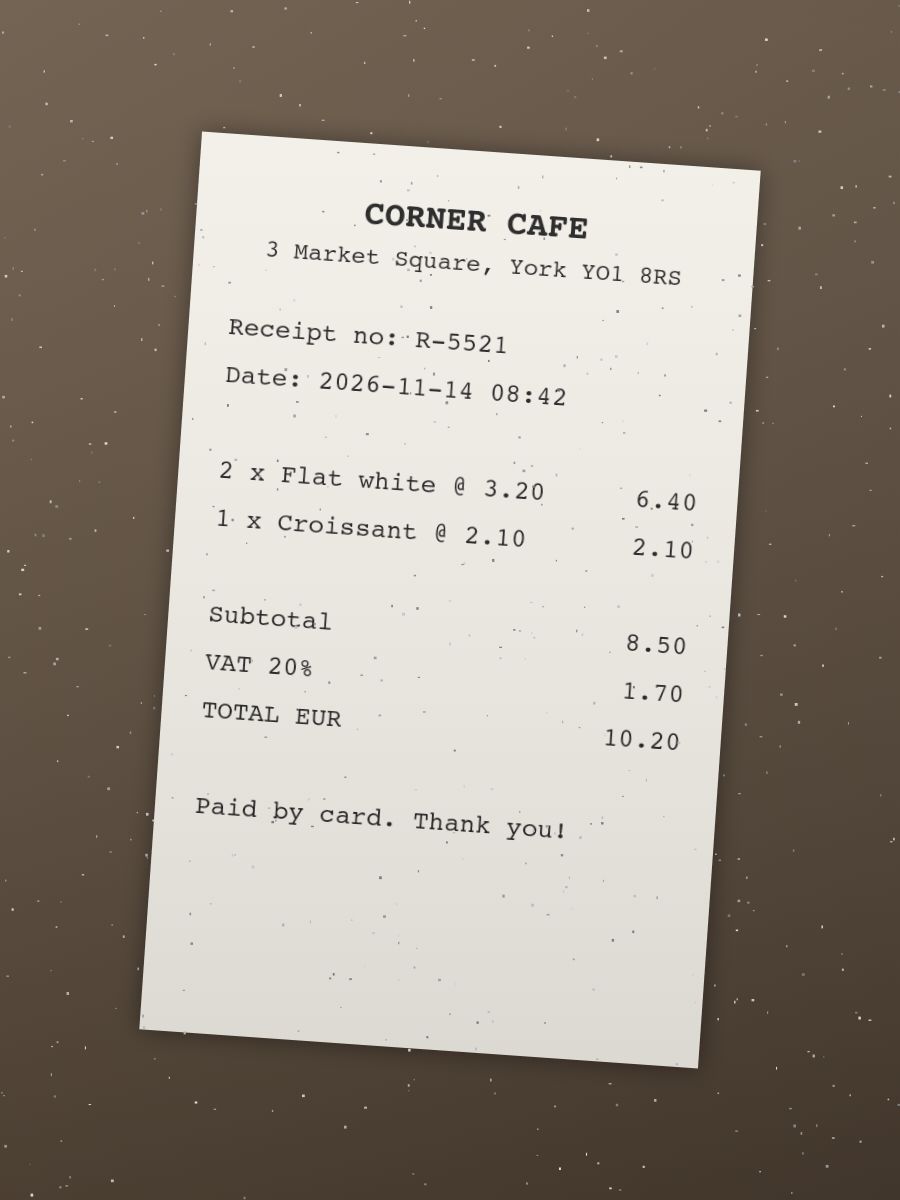 CORNER CAFE
3 Market Square, York YO1 8RS
Receipt no: R-5521
Date: 2026-11-14 08:42
2 x Flat white @ 3.20 6.40
1 x Croissant @ 2.10 2.10
Subtotal 8.50
VAT 20% 1.70
TOTAL EUR 10.20
Paid by card. Thank you!